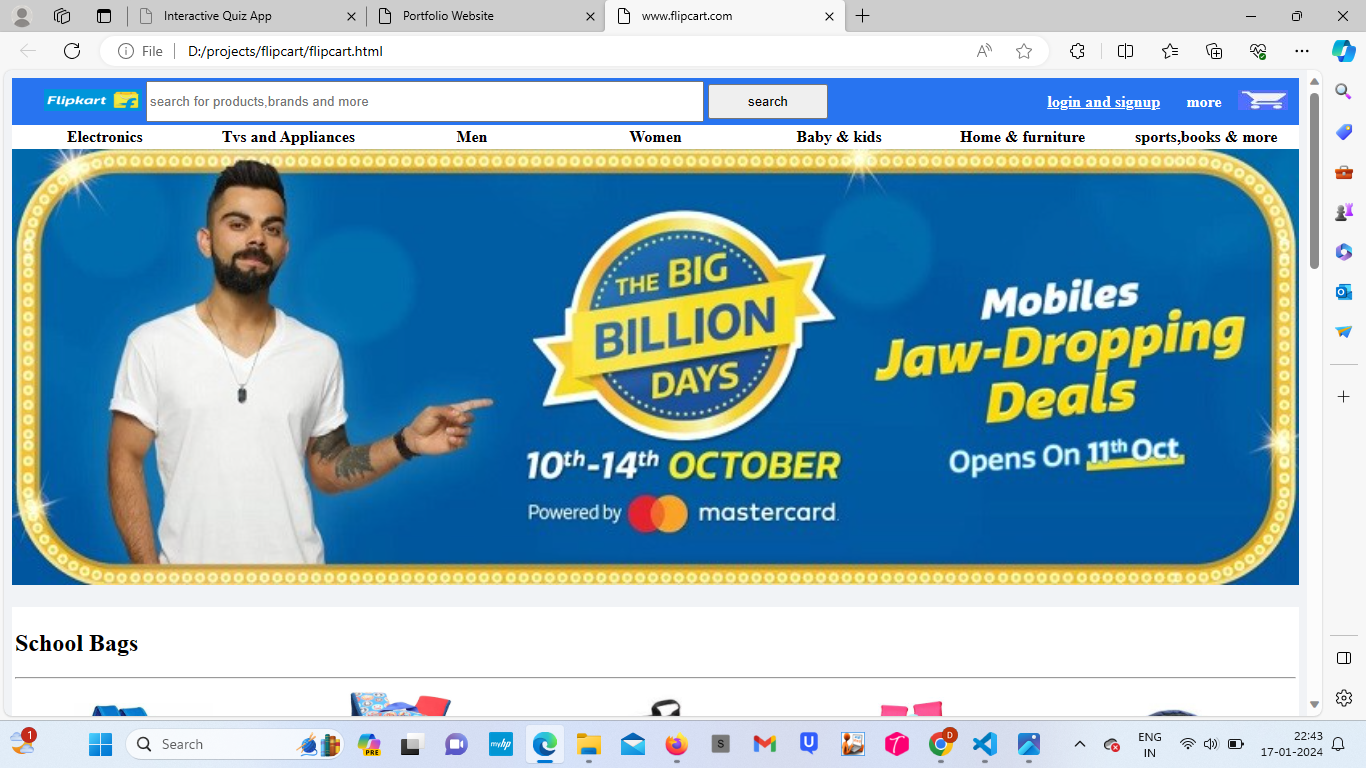 Interactive Quiz App
Portfolio Website
www.flipcart.com
File
D:/projects/flipcart/flipcart.html
Flipkart
search for products,brands and more
search
login and signup
more
Electronics
Tvs and Appliances
Men
Women
Baby & kids
Home & furniture
sports,books & more
THE BIG
BILLION
DAYS
10th-14th OCTOBER
Powered by mastercard.
Mobiles
Jaw-Dropping
Deals
Opens On 11th Oct
School Bags
1
Search
PRE
myhp
S
D
ENG
IN
22:43
17-01-2024